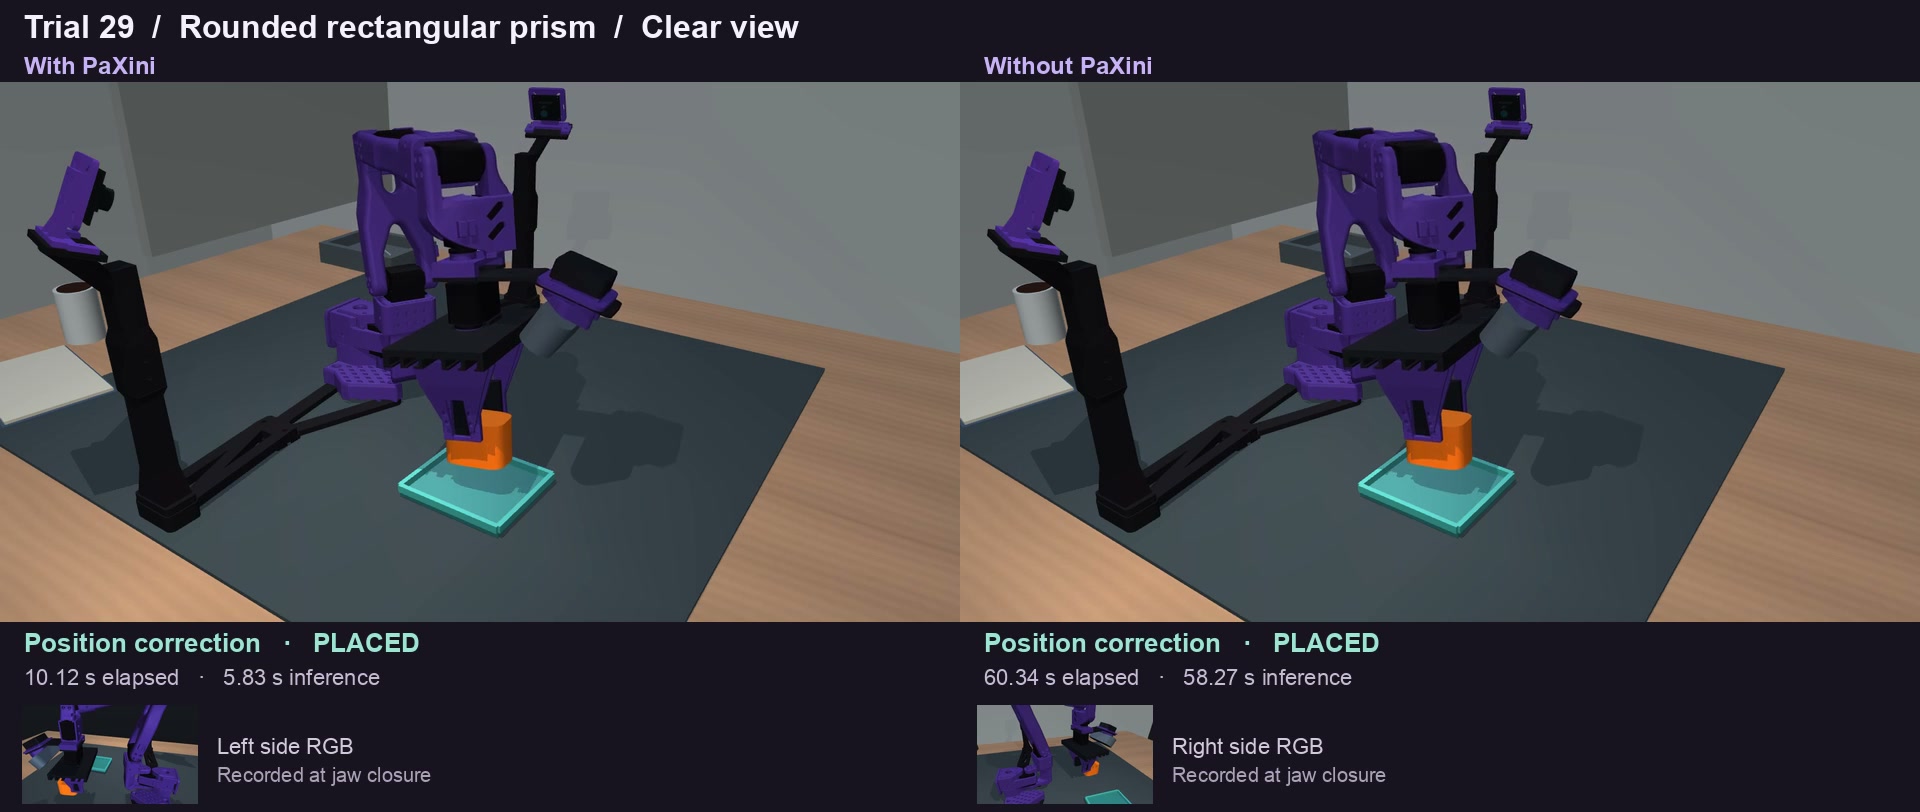 Trial 29 / Rounded rectangular prism / Clear view
With PaXini
Without PaXini
Position correction · PLACED
10.12 s elapsed · 5.83 s inference
Position correction · PLACED
60.34 s elapsed · 58.27 s inference
Left side RGB
Recorded at jaw closure
Right side RGB
Recorded at jaw closure